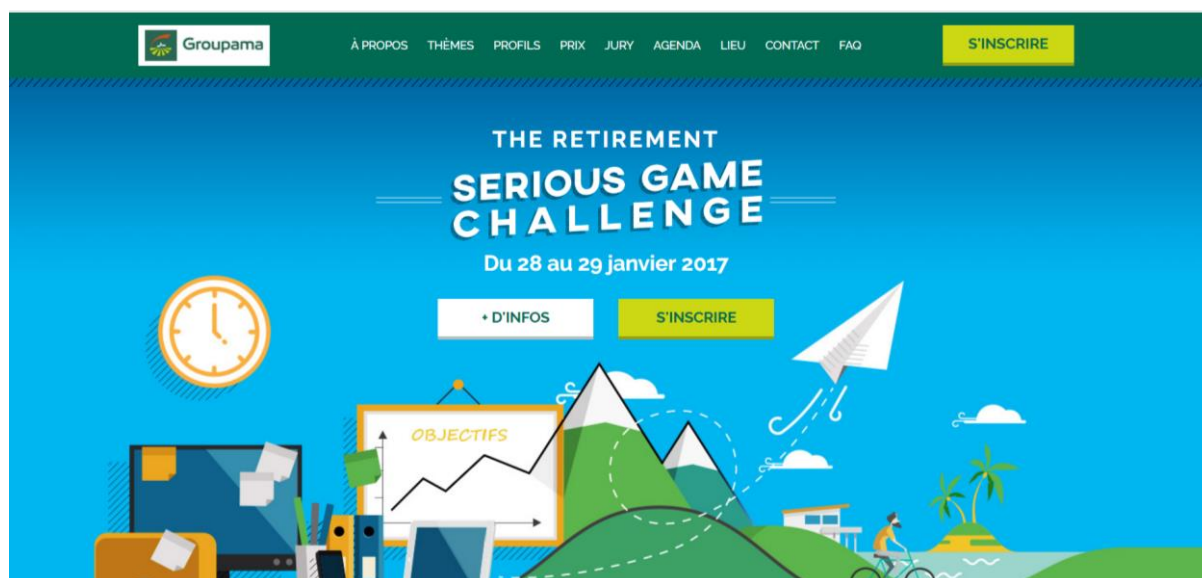 Groupama
À PROPOS THÈMES PROFILS PRIX JURY AGENDA LIEU CONTACT FAQ
S'INSCRIRE
THE RETIREMENT
SERIOUS GAME
CHALLENGE
Du 28 au 29 janvier 2017
+ D'INFOS
S'INSCRIRE
OBJECTIFS